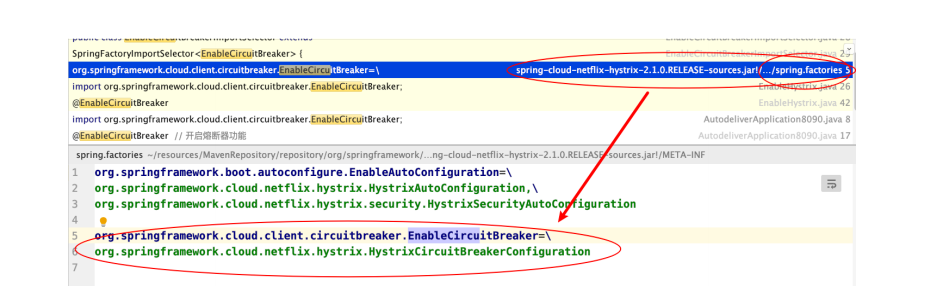 public class EnableCircuitBreakerImportSelector extends EnableCircuitBreakerImportSelector.java 28
SpringFactoryImportSelector<EnableCircuitBreaker> { EnableCircuitBreakerImportSelector.java 29
org.springframework.cloud.client.circuitbreaker.EnableCircuitBreaker=\ spring-cloud-netflix-hystrix-2.1.0.RELEASE-sources.jar!/.../spring.factories 5
import org.springframework.cloud.client.circuitbreaker.EnableCircuitBreaker; EnableHystrix.java 26
@EnableCircuitBreaker EnableHystrix.java 42
import org.springframework.cloud.client.circuitbreaker.EnableCircuitBreaker; AutodeliverApplication8090.java 8
@EnableCircuitBreaker // 开启熔断器功能 AutodeliverApplication8090.java 17
spring.factories ~/resources/MavenRepository/repository/org/springframework/...ng-cloud-netflix-hystrix-2.1.0.RELEASE-sources.jar!/META-INF
1 org.springframework.boot.autoconfigure.EnableAutoConfiguration=\
2 org.springframework.cloud.netflix.hystrix.HystrixAutoConfiguration,\
3 org.springframework.cloud.netflix.hystrix.security.HystrixSecurityAutoConfiguration
4
5 org.springframework.cloud.client.circuitbreaker.EnableCircuitBreaker=\
6 org.springframework.cloud.netflix.hystrix.HystrixCircuitBreakerConfiguration
7